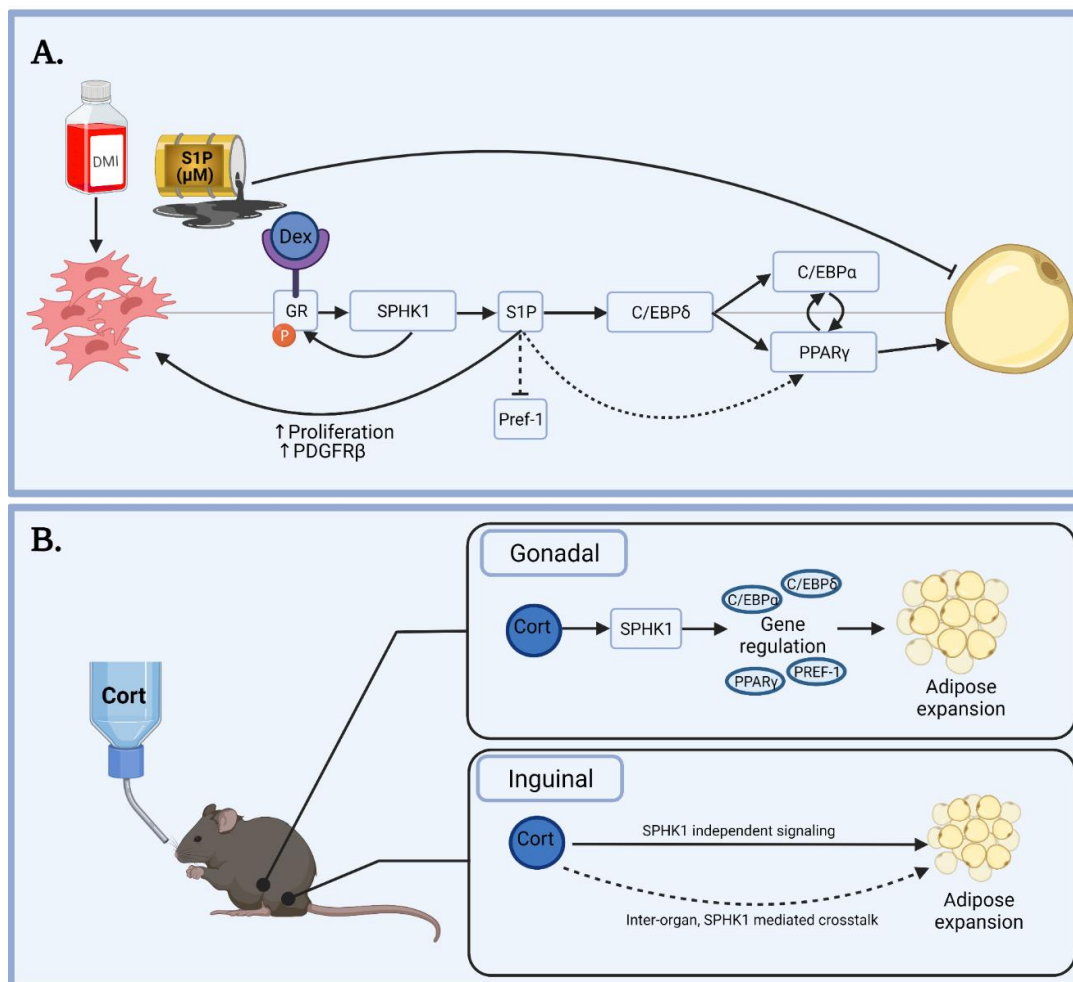 A.
DMI
S1P
(µM)
Dex
GR
P
SPHK1
S1P
C/EBPδ
C/EBPα
PPARγ
Pref-1
↑ Proliferation
↑ PDGFRβ
B.
Cort
Gonadal
Cort
SPHK1
C/EBPα
C/EBPδ
Gene
regulation
PPARγ
PREF-1
Adipose
expansion
Inguinal
Cort
SPHK1 independent signaling
Inter-organ, SPHK1 mediated crosstalk
Adipose
expansion